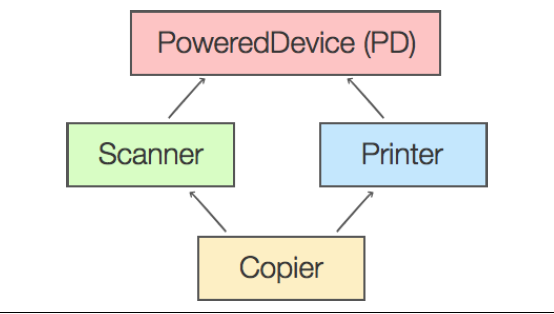 PoweredDevice (PD)
Scanner
Printer
Copier